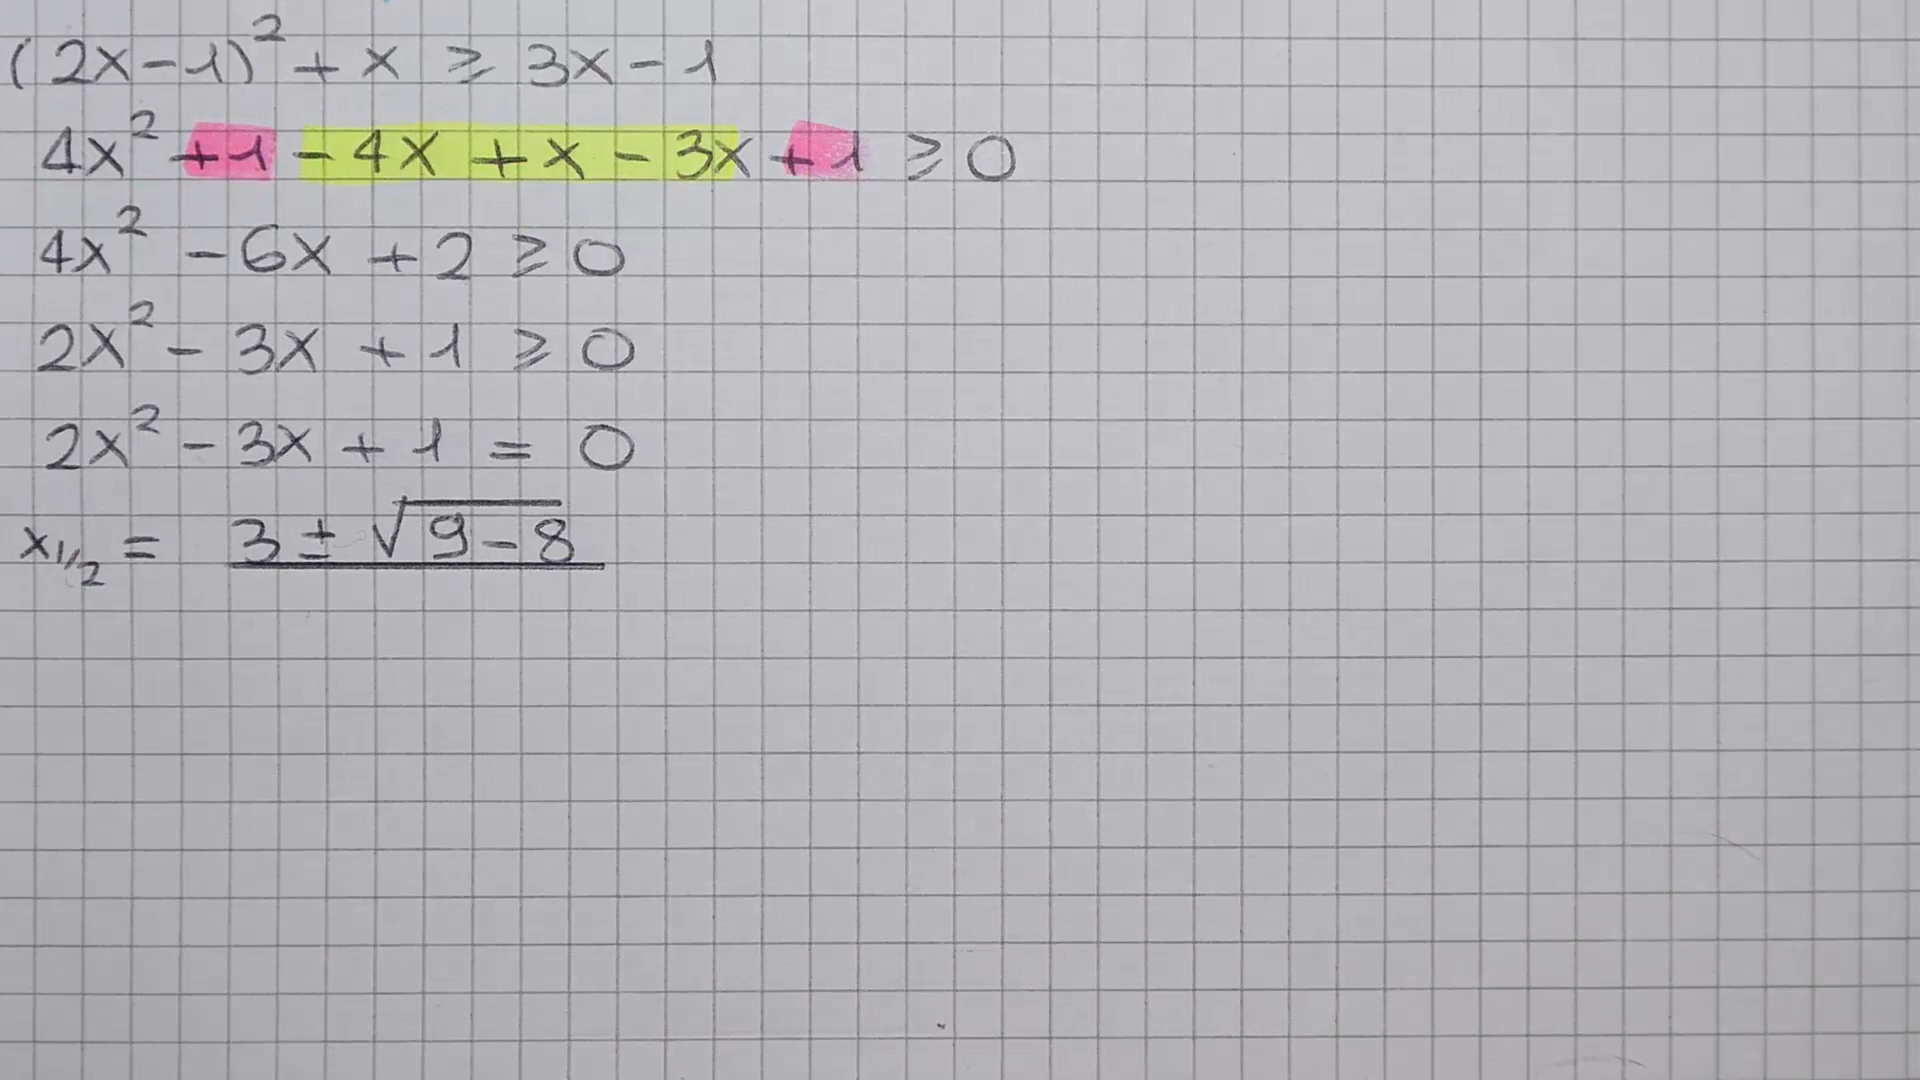 (2x-1)² + x ≥ 3x - 1
4x² +1 - 4x + x - 3x +1 ≥ 0
4x² - 6x + 2 ≥ 0
2x² - 3x + 1 ≥ 0
2x² - 3x + 1 = 0
x₁/₂ = 3 ± √9-8